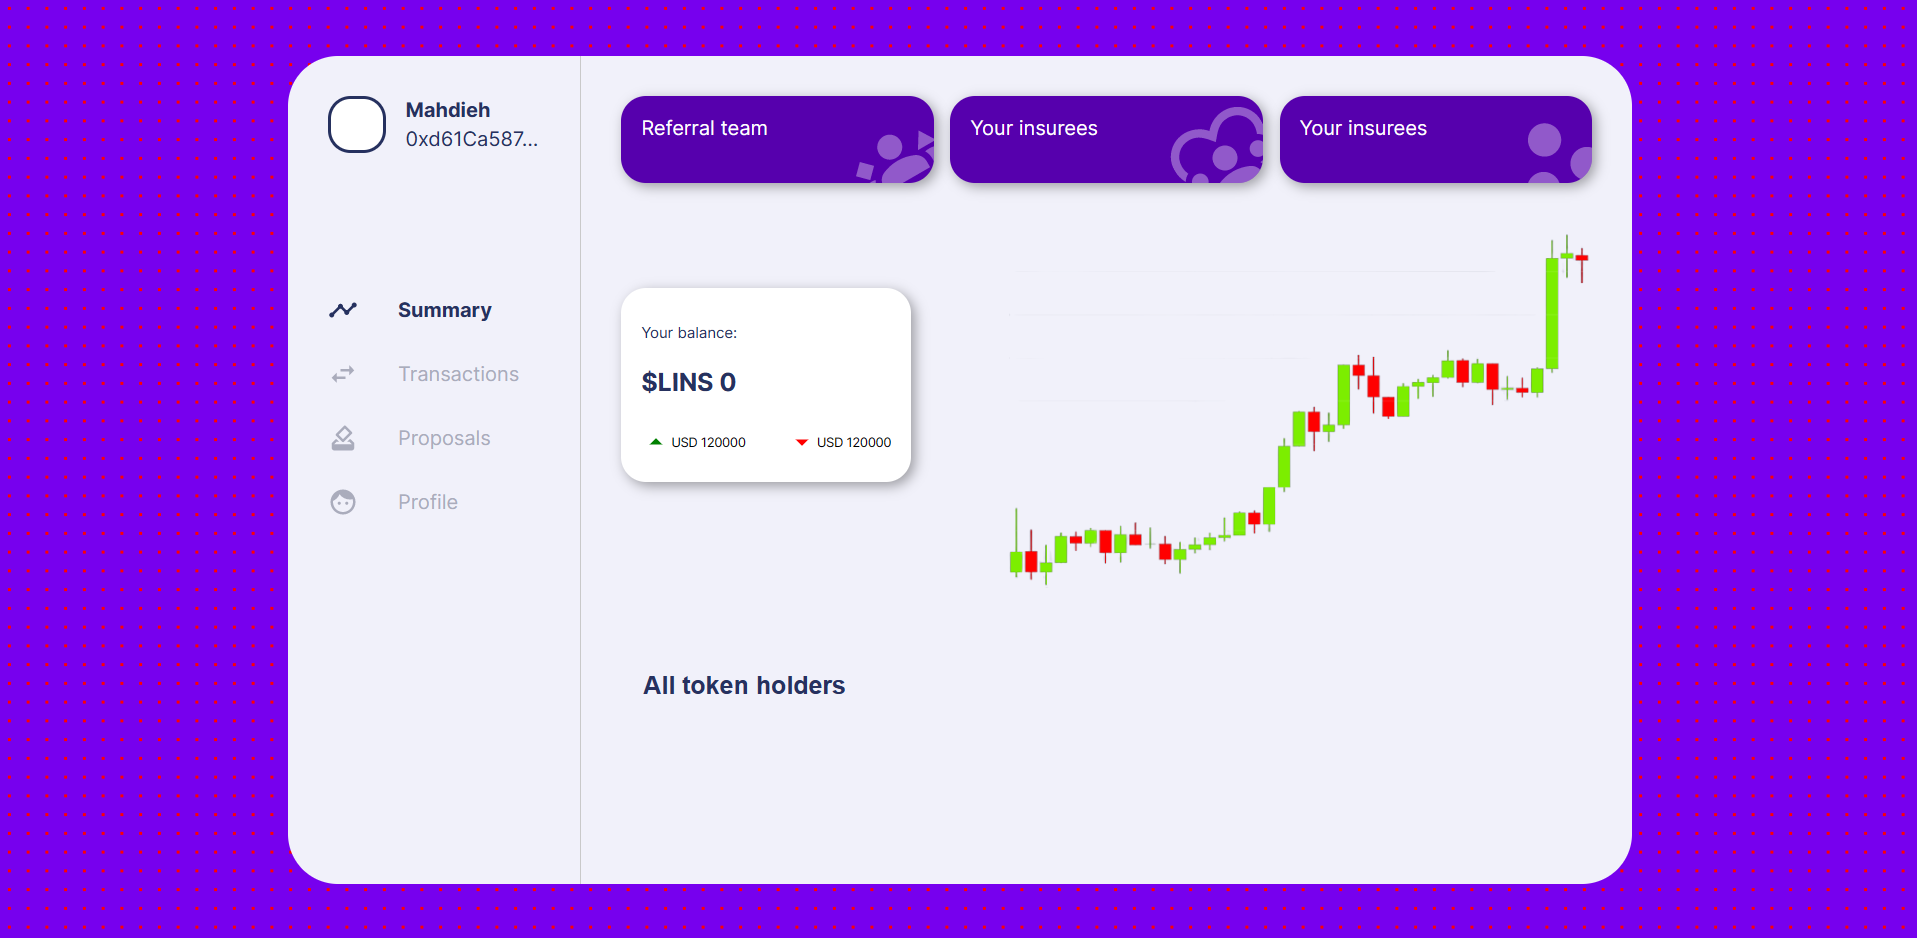 Mahdieh
0xd61Ca587...
Summary
Transactions
Proposals
Profile
Referral team
Your insurees
Your insurees
Your balance:
$LINS 0
USD 120000
USD 120000
All token holders